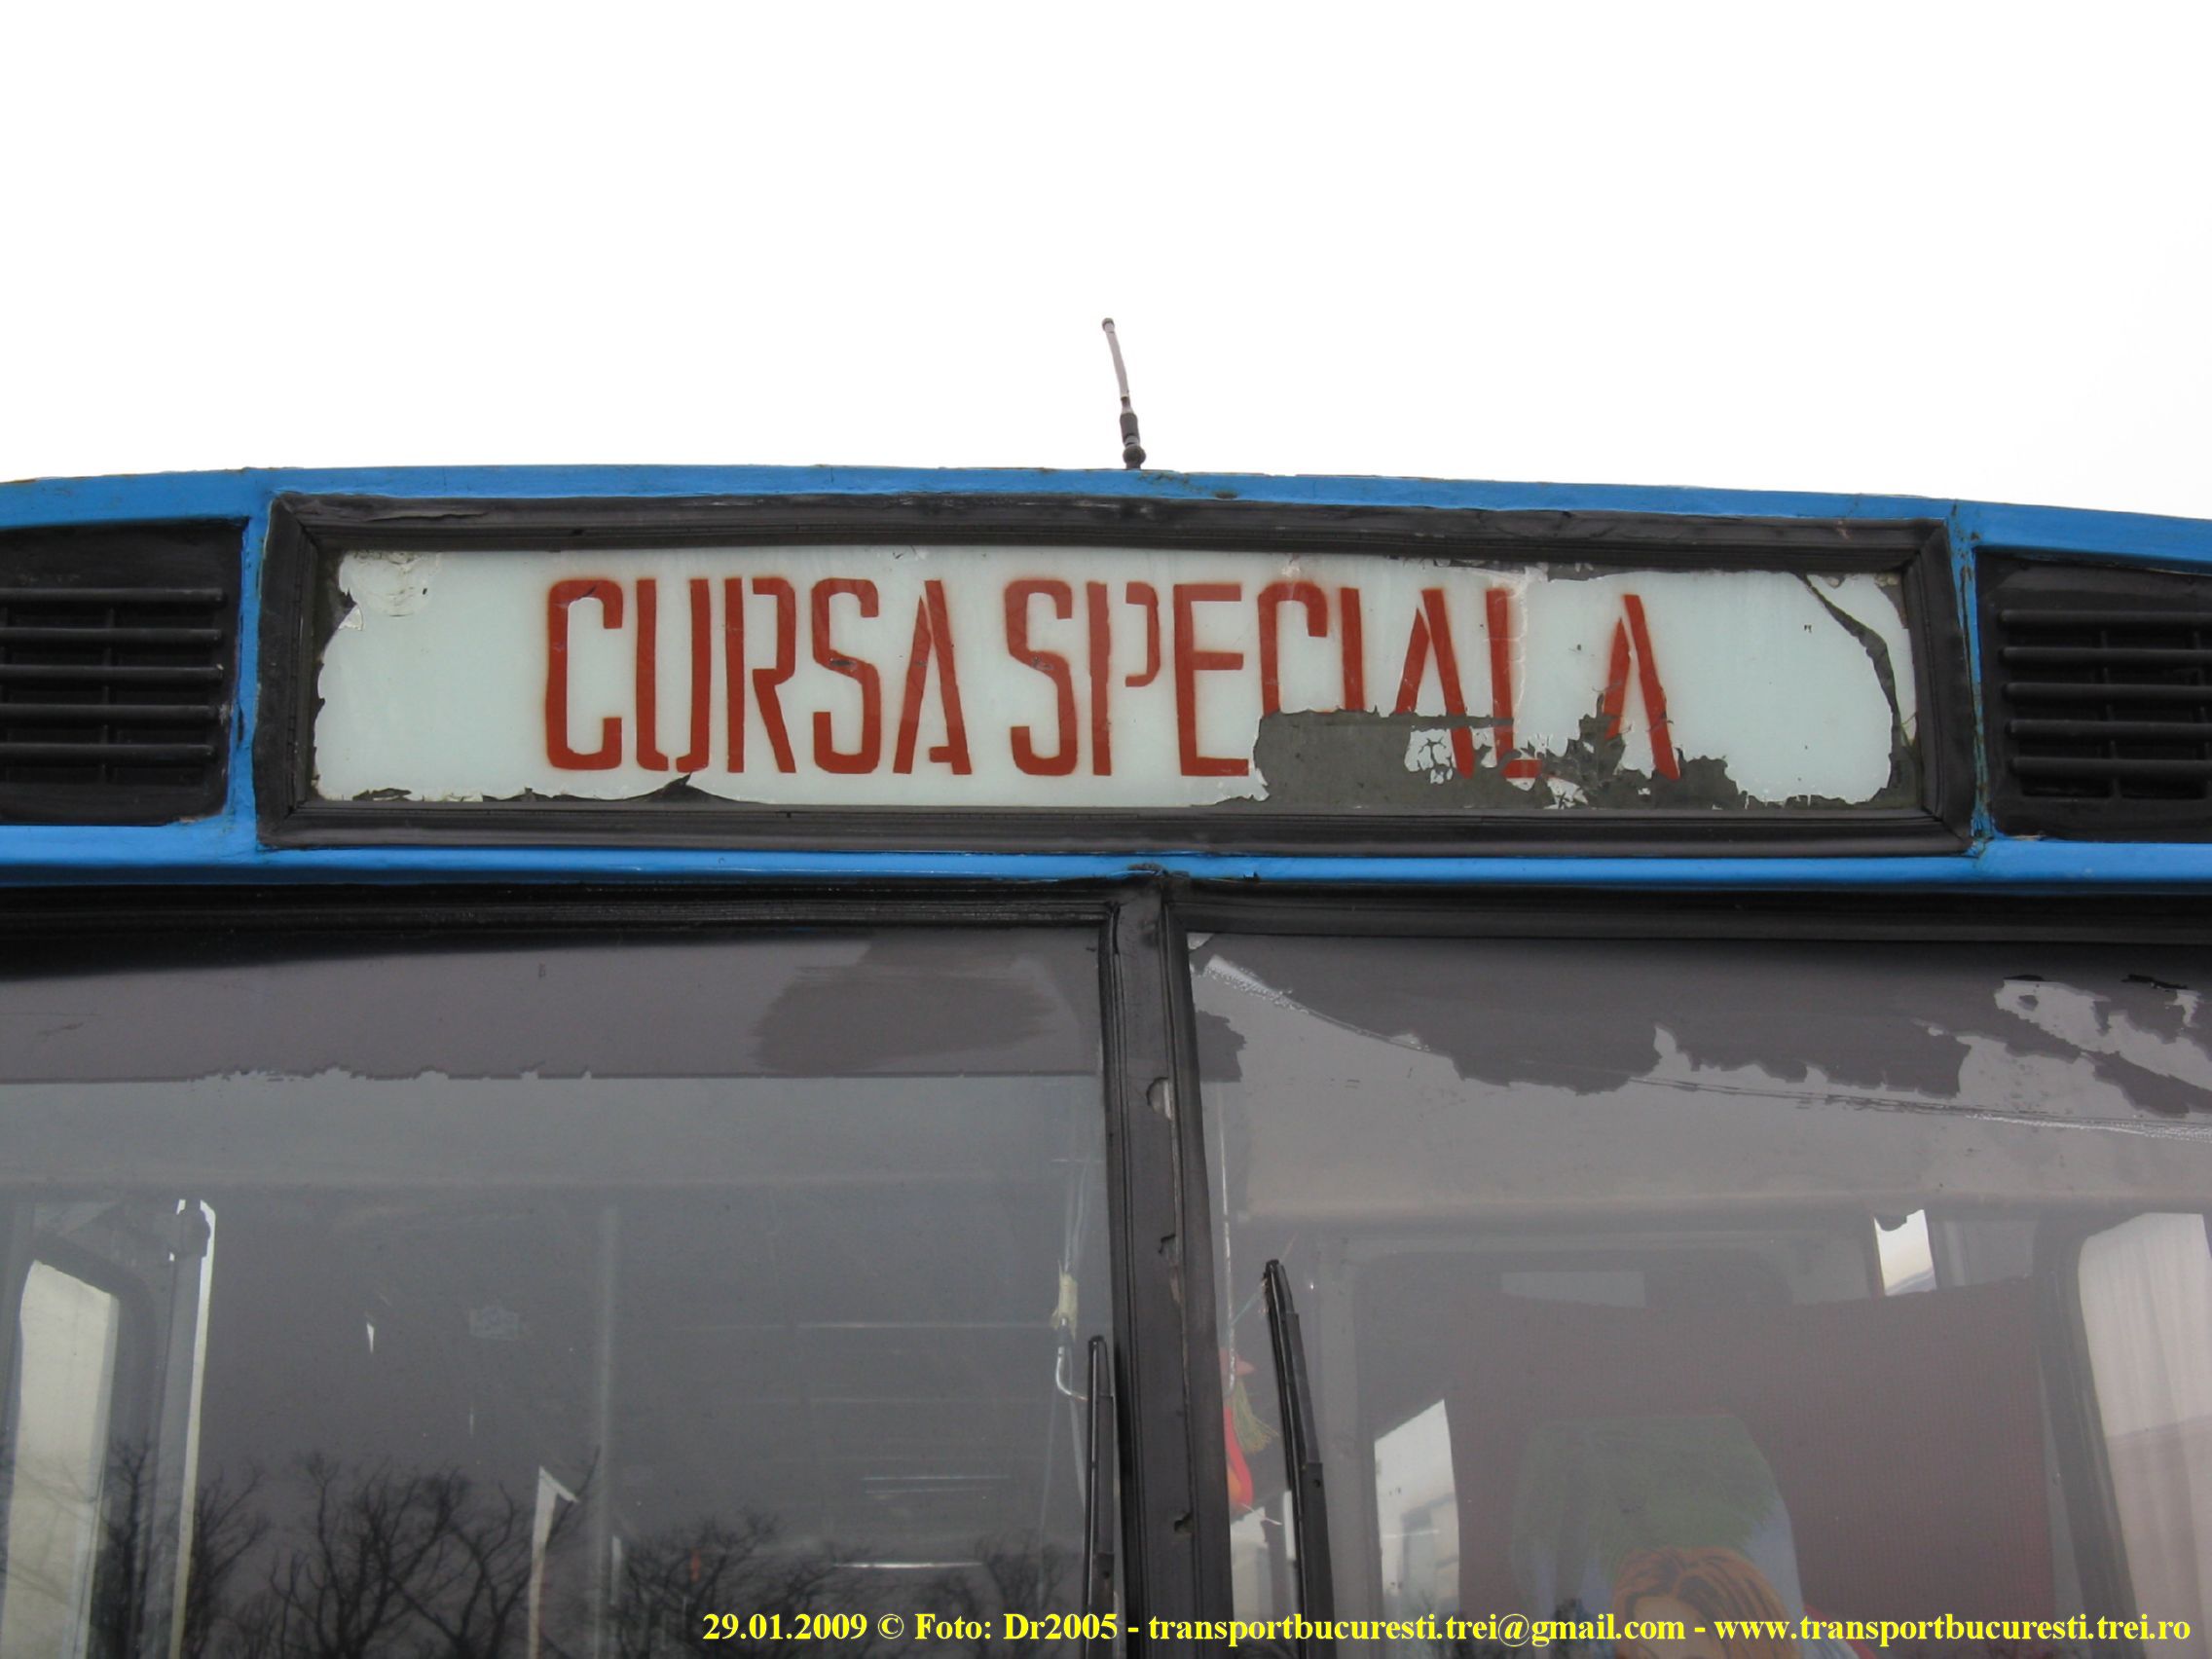 CURSA SPECIALA
29.01.2009 © Foto: Dr2005 - transportbucuresti.trei@gmail.com - www.transportbucuresti.trei.ro